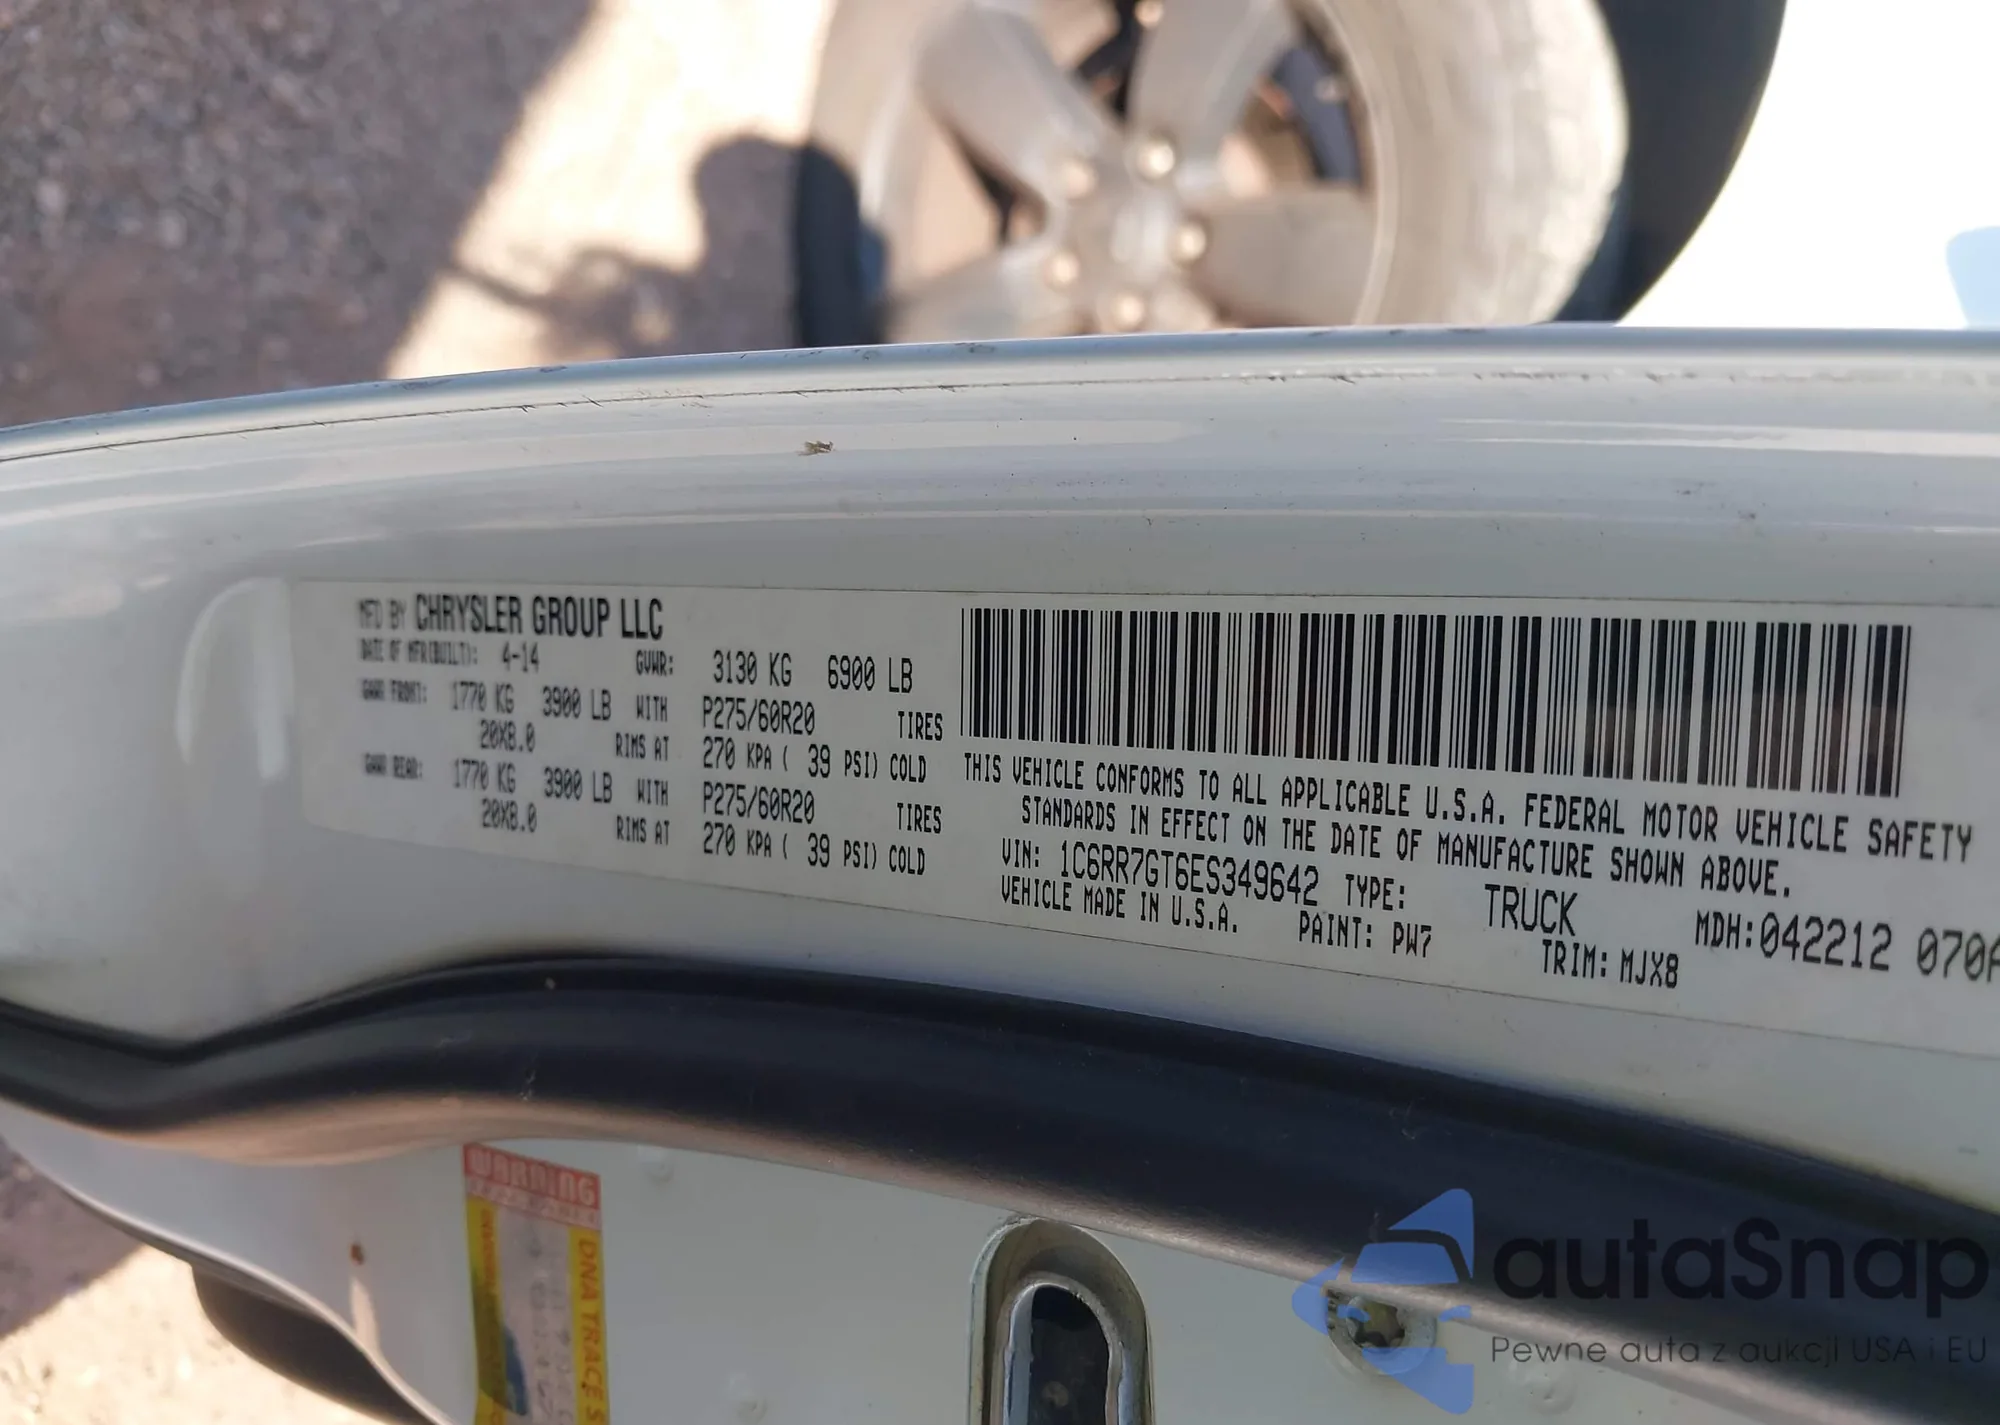 MFD BY CHRYSLER GROUP LLC
DATE OF MFR(BUILT): 4-14 GVWR: 3130 KG 6900 LB
GAWR FRONT: 1770 KG 3900 LB WITH P275/60R20 TIRES
20X8.0 RIMS AT 270 KPA ( 39 PSI) COLD
GAWR REAR: 1770 KG 3900 LB WITH P275/60R20 TIRES
20X8.0 RIMS AT 270 KPA ( 39 PSI) COLD
THIS VEHICLE CONFORMS TO ALL APPLICABLE U.S.A. FEDERAL MOTOR VEHICLE SAFETY
STANDARDS IN EFFECT ON THE DATE OF MANUFACTURE SHOWN ABOVE.
VIN: 1C6RR7GT6ES349642 TYPE: TRUCK MDH:042212 070A
VEHICLE MADE IN U.S.A. PAINT: PW7 TRIM: MJX8
WARNING
DNA TRACE S
autaSnap
Pewne auta z aukcji USA i EU